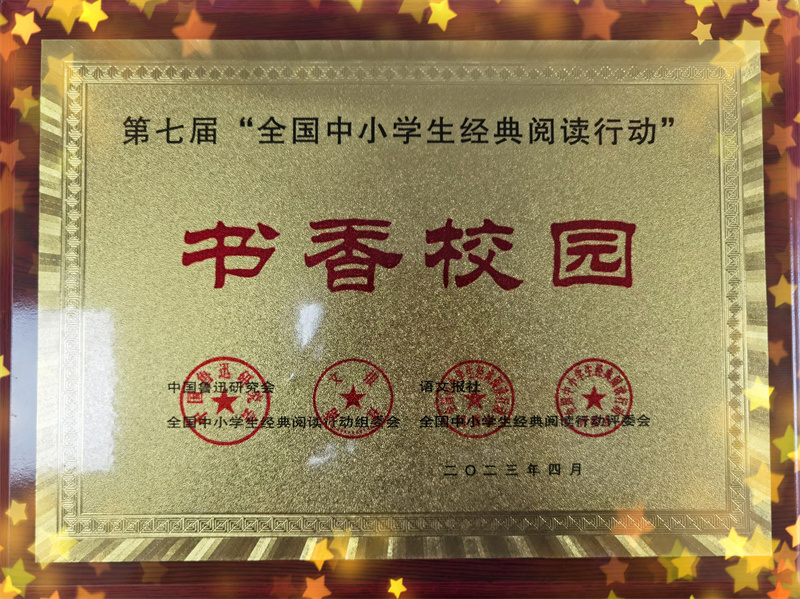 第七届“全国中小学生经典阅读行动”
书香校园
中国鲁迅研究会 语文报社
全国中小学生经典阅读行动组委会 全国中小学生经典阅读行动评委会
二〇二三年四月